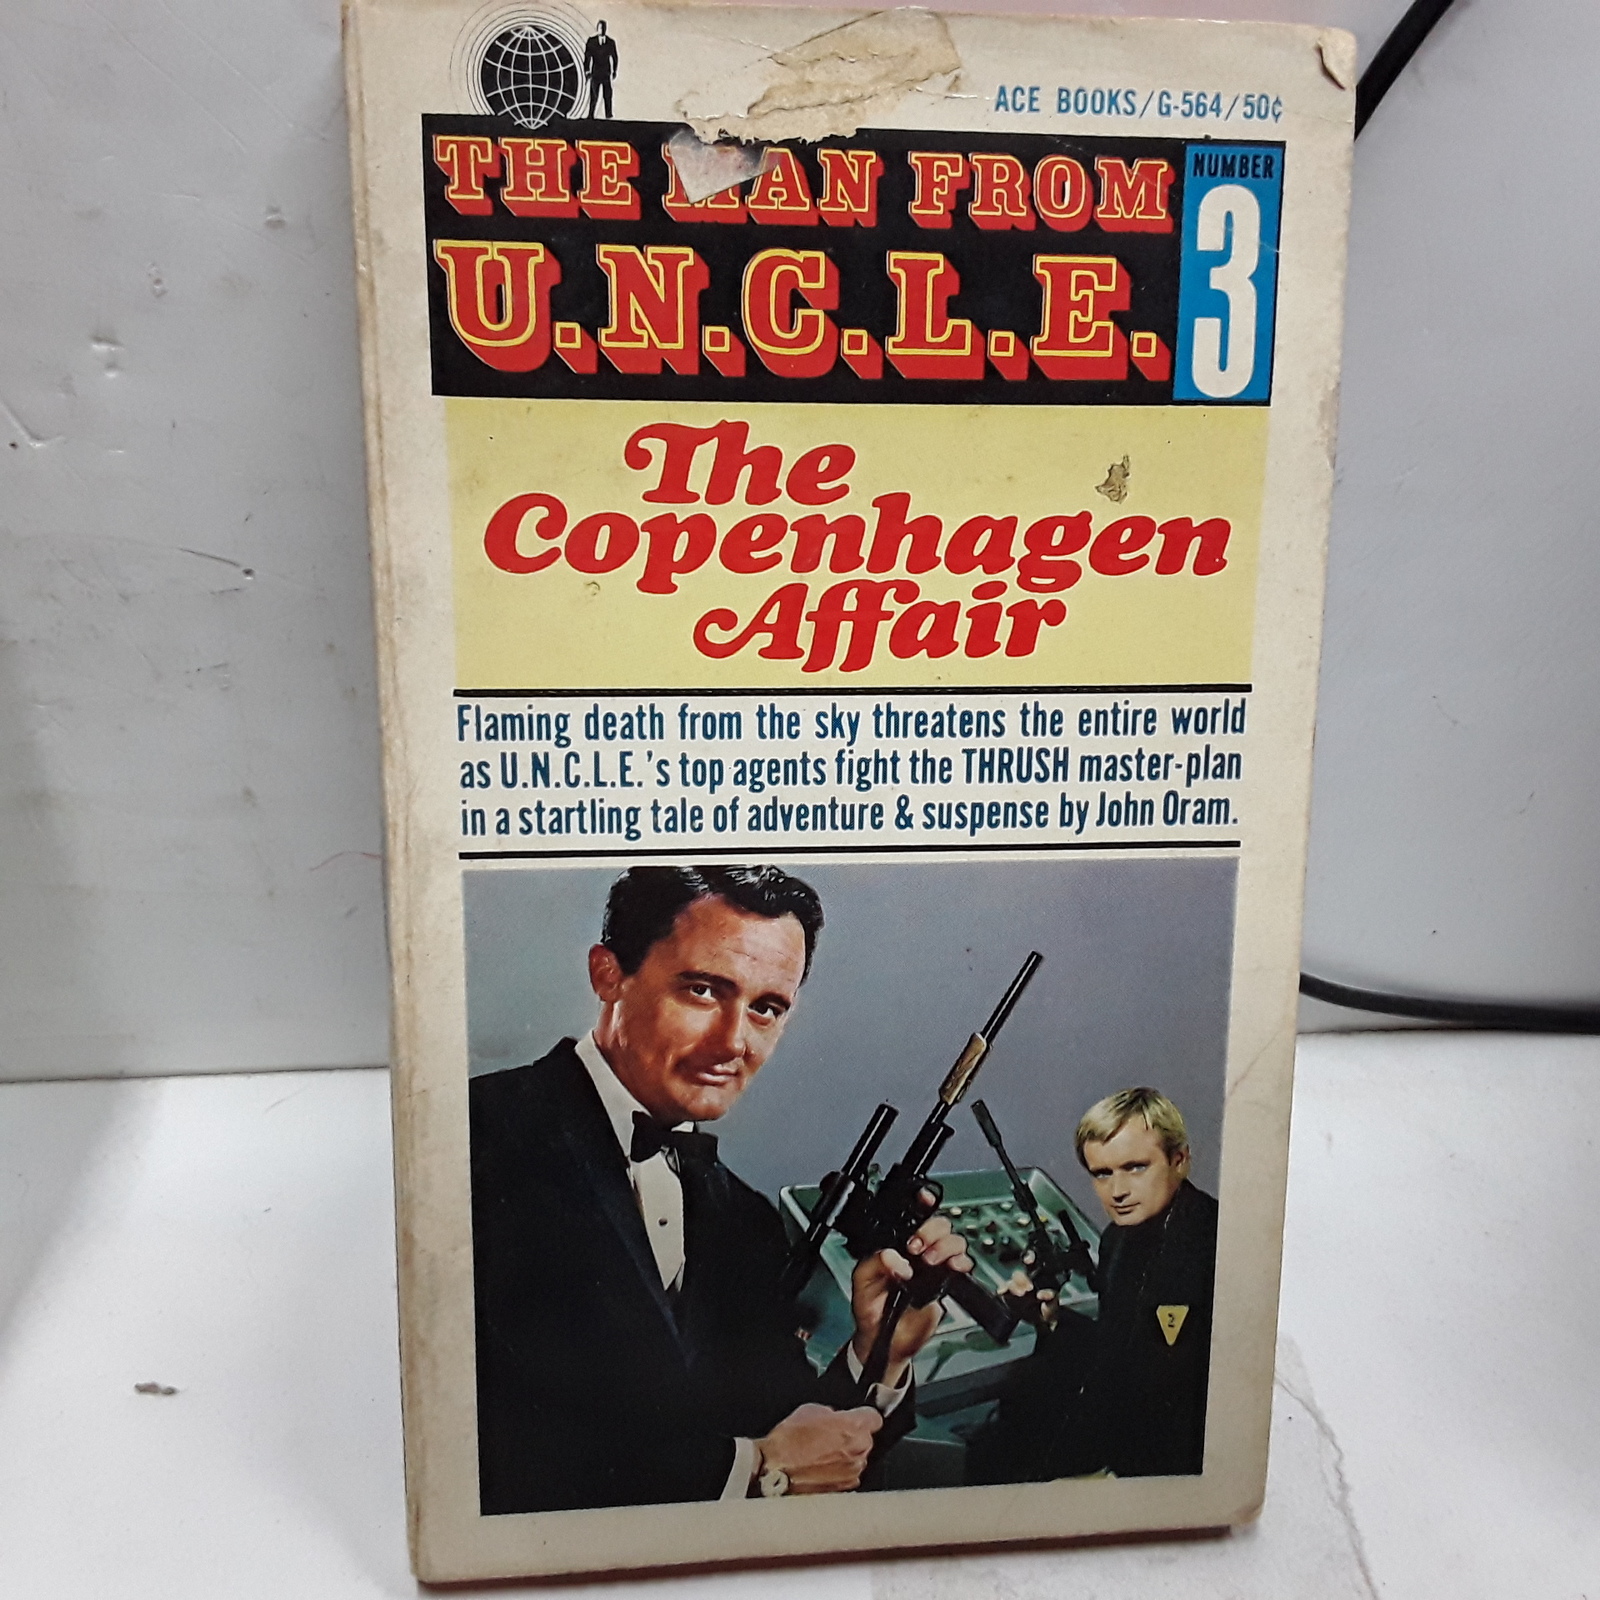 ACE BOOKS/G-564/50¢
THE MAN FROM
U.N.C.L.E.
NUMBER
3
The
Copenhagen
Affair
Flaming death from the sky threatens the entire world
as U.N.C.L.E.'s top agents fight the THRUSH master-plan
in a startling tale of adventure & suspense by John Oram.
2